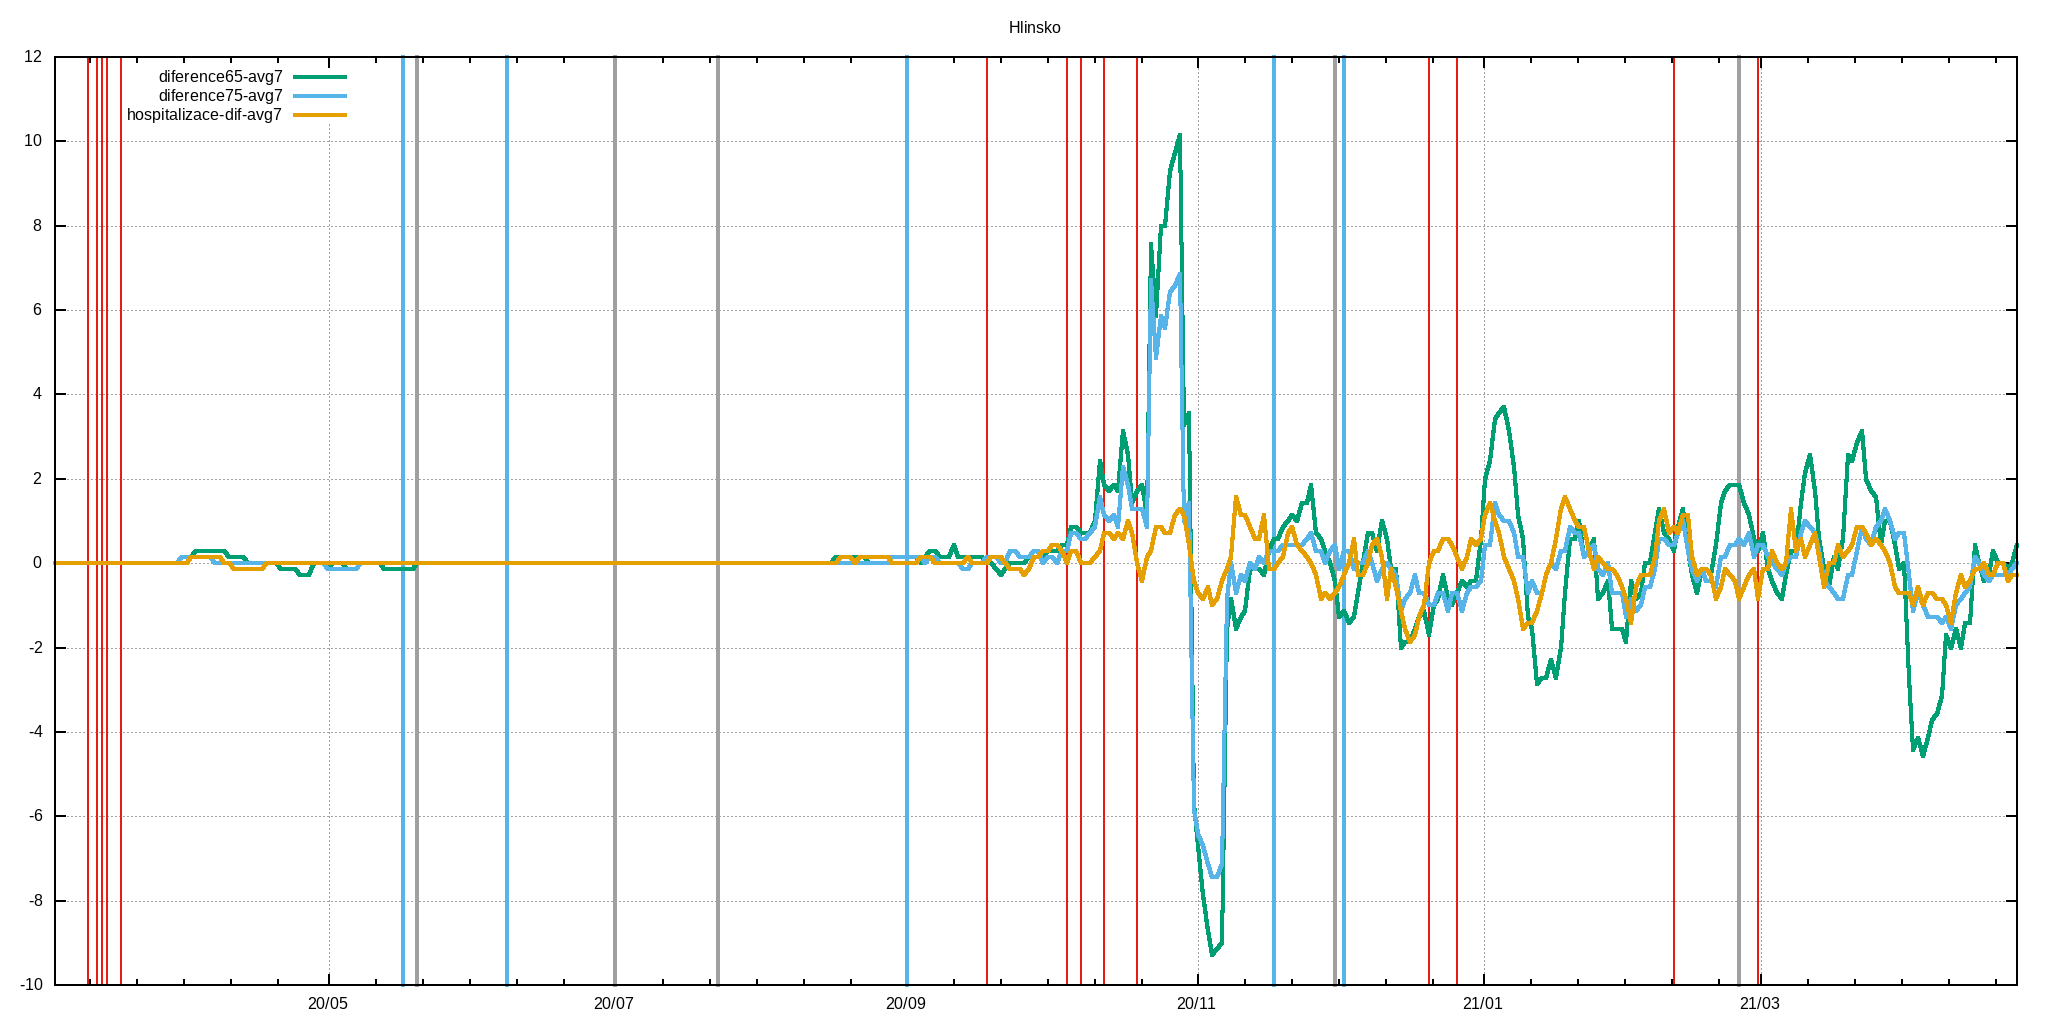 Hlinsko
12
diference65-avg7
diference75-avg7
hospitalizace-dif-avg7
10
8
6
4
2
0
-2
-4
-6
-8
-10
20/05 20/07 20/09 20/11 21/01 21/03